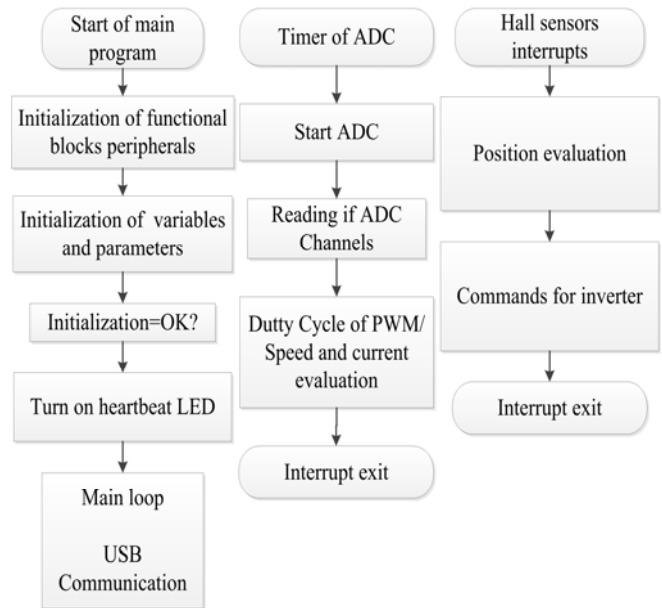 Start of main
program
Initialization of functional
blocks peripherals
Initialization of variables
and parameters
Initialization=OK?
Turn on heartbeat LED
Main loop
USB
Communication
Timer of ADC
Start ADC
Reading if ADC
Channels
Dutty Cycle of PWM/
Speed and current
evaluation
Interrupt exit
Hall sensors
interrupts
Position evaluation
Commands for inverter
Interrupt exit